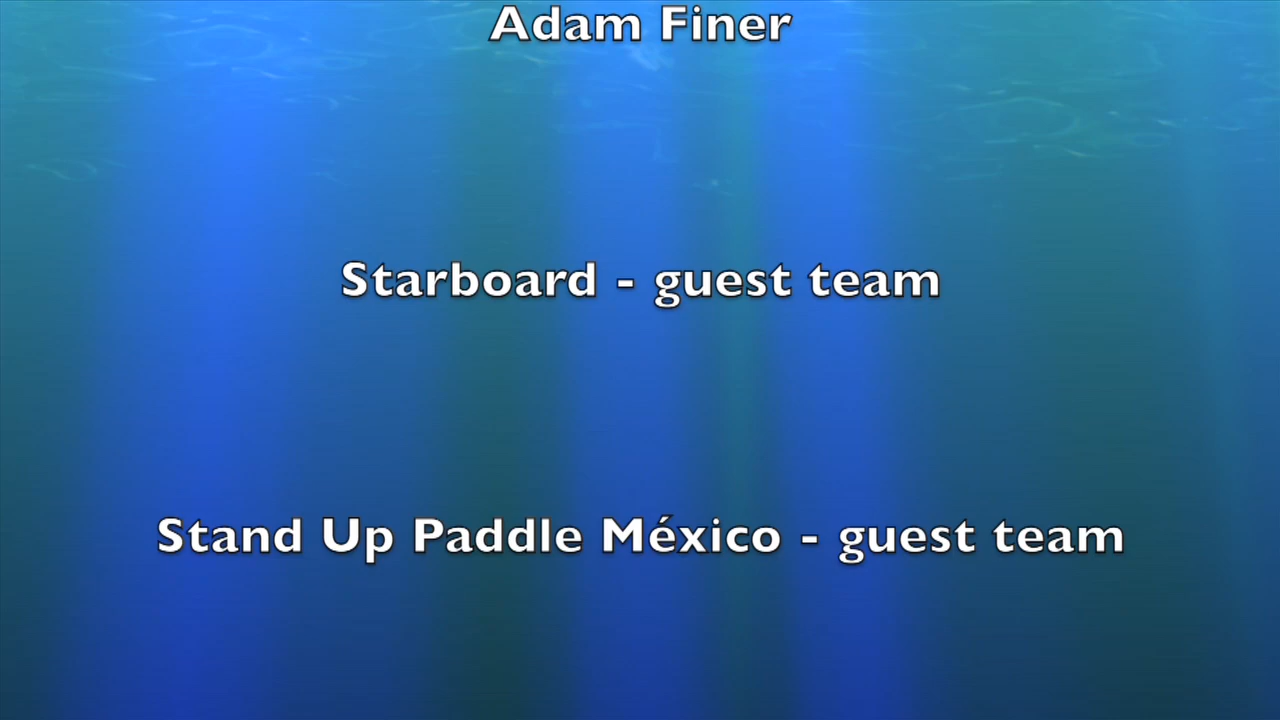 Adam Finer
Starboard - guest team
Stand Up Paddle México - guest team